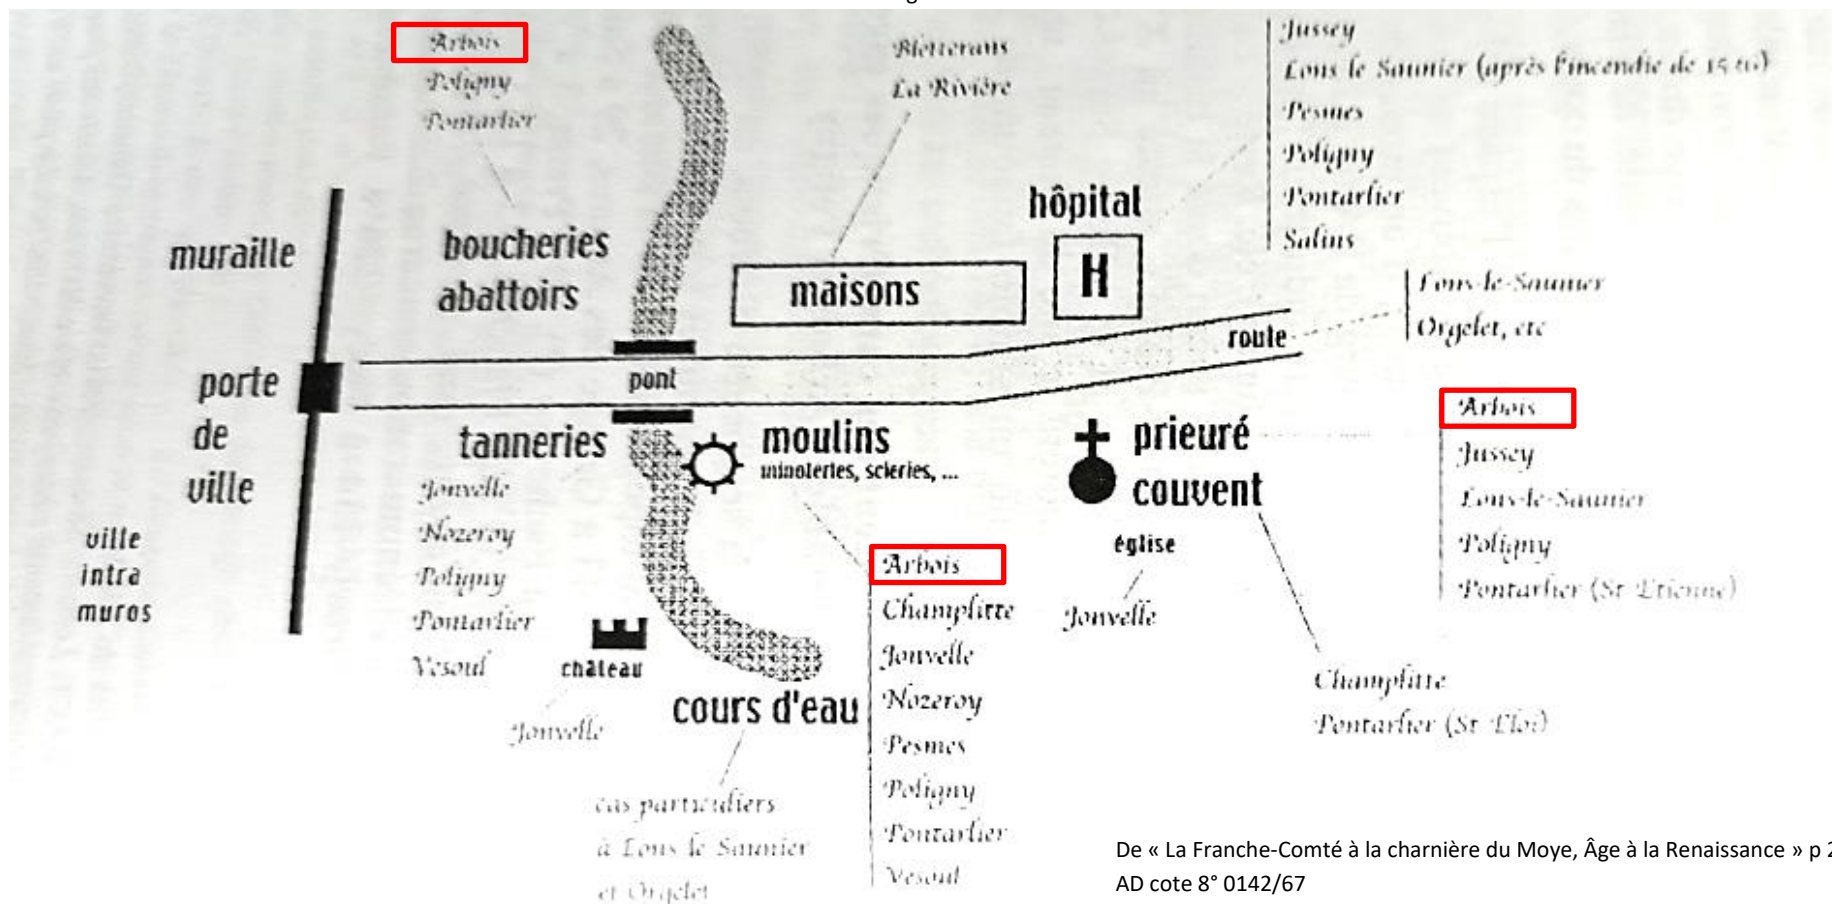 Arbois
Poligny
Pontarlier
Bletterans
La Rivière
Jussey
Lons le Saunier (après l'incendie de
Pesmes
Poligny
Pontarlier
Salins
muraille
boucheries
abattoirs
maisons
hôpital
H
Lons-le-Saunier
Orgelet, etc
route
porte
de
ville
pont
tanneries
Jonvelle
Nozeroy
Poligny
Pontarlier
Vesoul
moulins
minoteries, scieries, ...
prieuré
couvent
Arbois
Jussey
Lons-le-Saunier
Poligny
Pontarlier (St Etienne)
ville
intra
muros
église
Jonvelle
château
Jonvelle
cours d'eau
Arbois
Champlitte
Jonvelle
Nozeroy
Pesmes
Poligny
Pontarlier
Vesoul
Champlitte
Pontarlier (St Eloi)
cas particuliers
à Lons le Saunier
et Orgelet
De « La Franche-Comté à la charnière du Moye, Âge à la Renaissance » p 2
AD cote 8° 0142/67